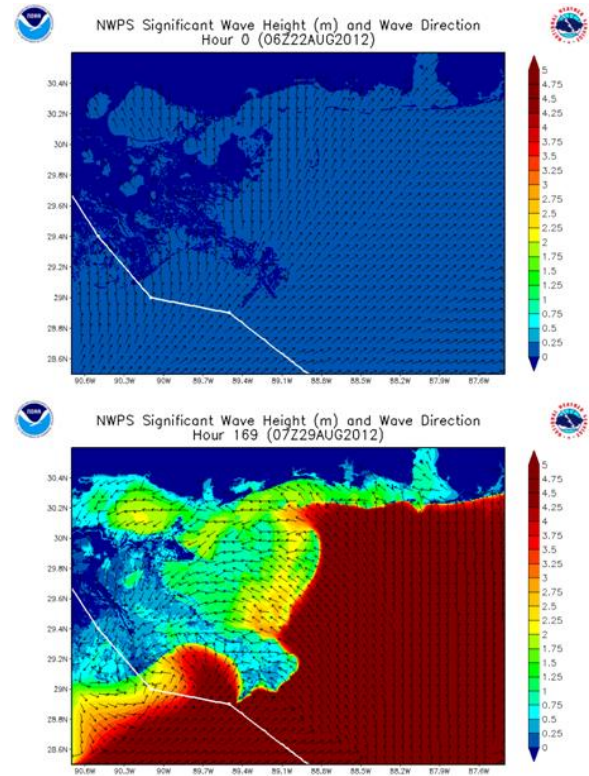 NWPS Significant Wave Height (m) and Wave Direction
Hour 0 (06Z22AUG2012)
NOAA
30.4N
30.2N
30N
29.8N
29.6N
29.4N
29.2N
29N
28.8N
28.6N
90.6W 90.3W 90W 89.7W 89.4W 89.1W 88.8W 88.5W 88.2W 87.9W 87.6W
5
4.75
4.5
4.25
4
3.75
3.5
3.25
3
2.75
2.5
2.25
2
1.75
1.5
1.25
1
0.75
0.5
0.25
0
NWPS Significant Wave Height (m) and Wave Direction
Hour 169 (07Z29AUG2012)
NOAA
30.4N
30.2N
30N
29.8N
29.6N
29.4N
29.2N
29N
28.8N
28.6N
90.6W 90.3W 90W 89.7W 89.4W 89.1W 88.8W 88.5W 88.2W 87.9W 87.6W
5
4.75
4.5
4.25
4
3.75
3.5
3.25
3
2.75
2.5
2.25
2
1.75
1.5
1.25
1
0.75
0.5
0.25
0